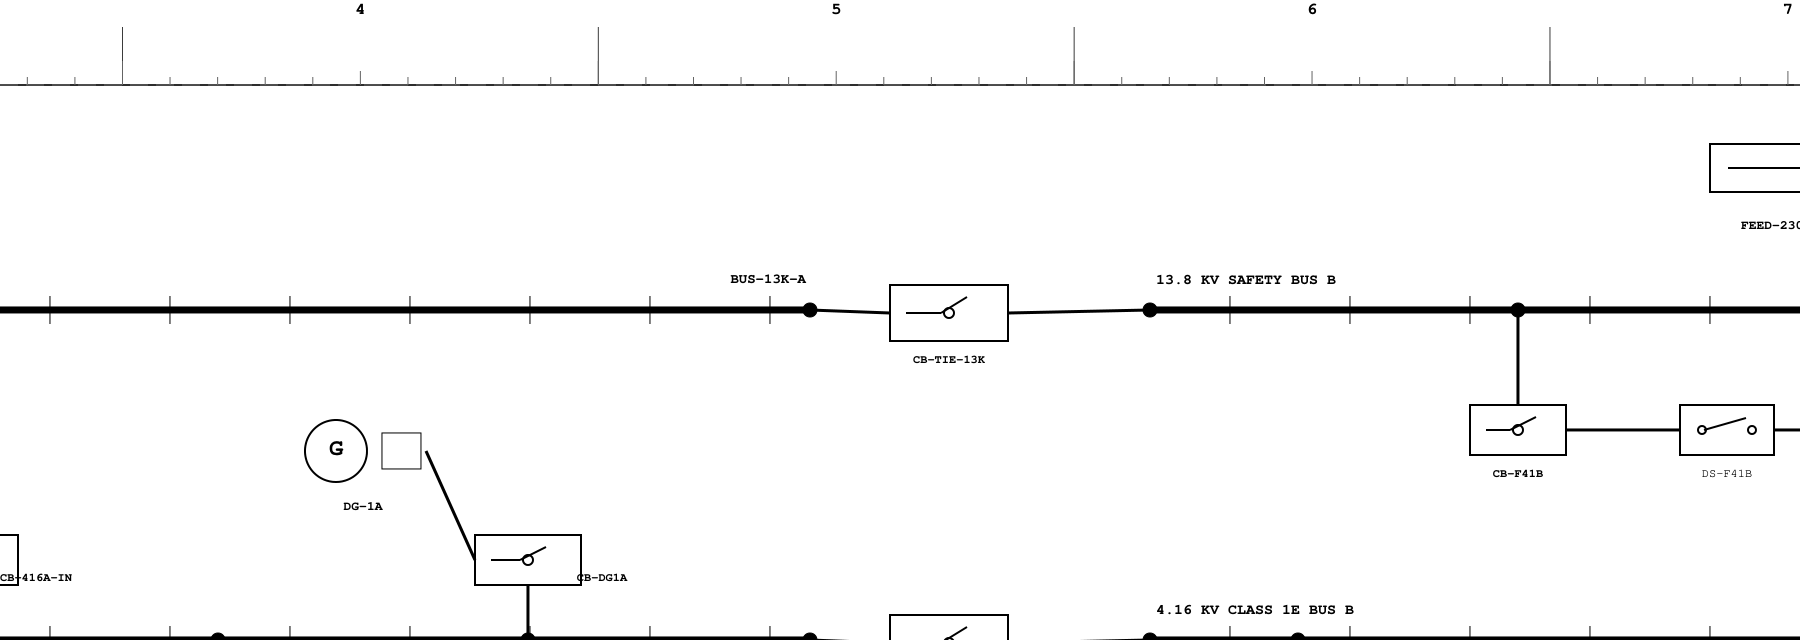 4 5 6 7
FEED-230
BUS-13K-A
13.8 KV SAFETY BUS B
CB-TIE-13K
G
CB-F41B
DS-F41B
DG-1A
CB-416A-IN
CB-DG1A
4.16 KV CLASS 1E BUS B